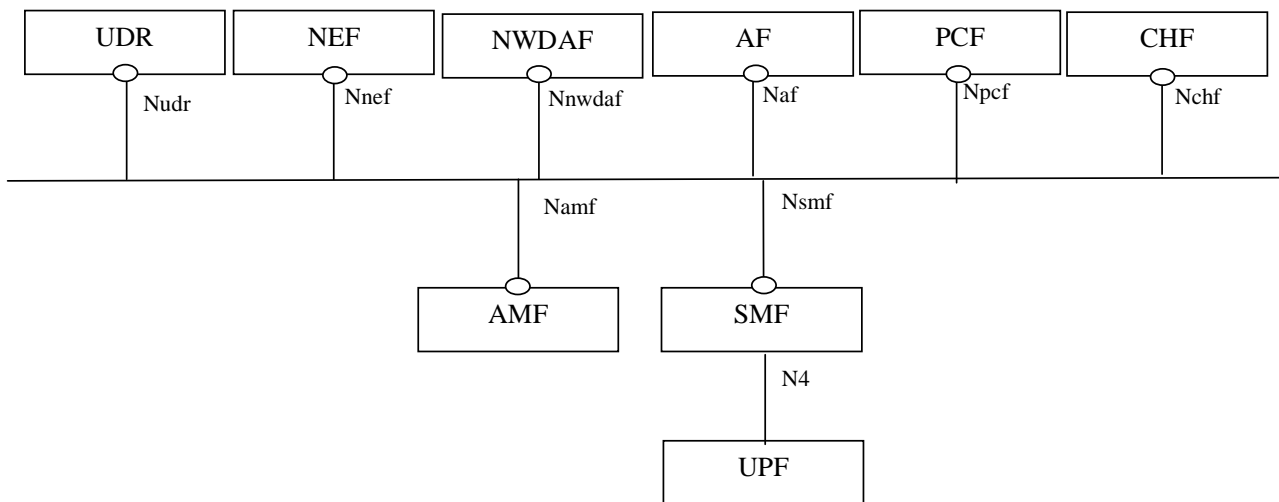 UDR
NEF
NWDAF
AF
PCF
CHF
Nudr
Nnef
Nnwdaf
Naf
Npcf
Nchf
Namf
Nsmf
AMF
SMF
N4
UPF